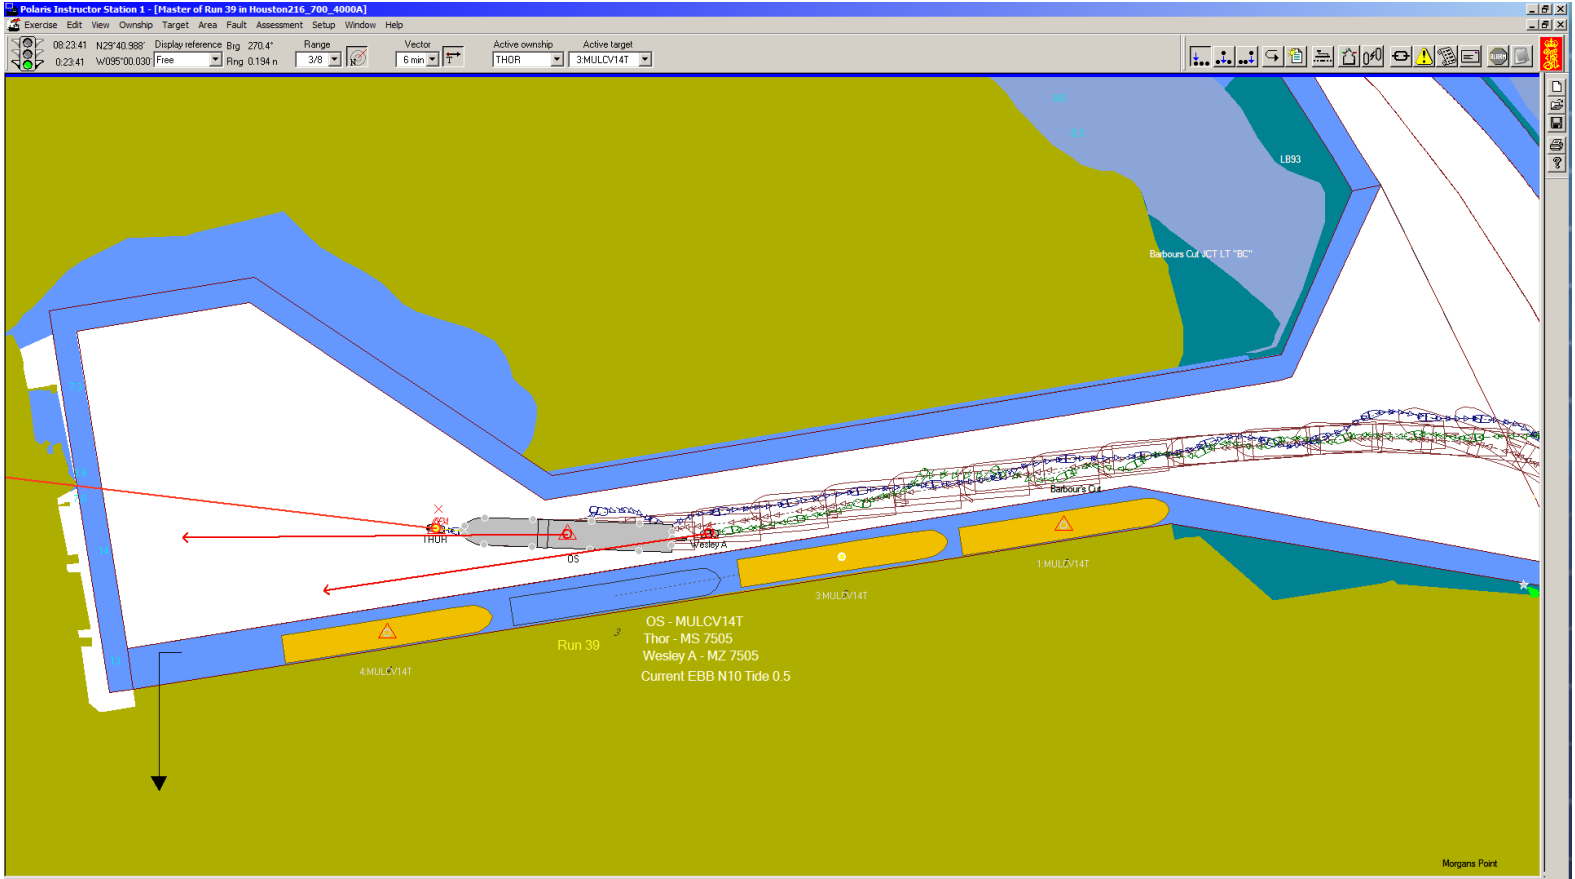 Polaris Instructor Station 1 - [Master of Run 39 in Houston216_700_4000A]
Exercise Edit View Ownship Target Area Fault Assessment Setup Window Help
08:23:41 N29°40.988' Display reference Brg 270.4° Range Vector Active ownship Active target
0:23:41 W095°00.030' Free Rng 0.194 n 3/8 N 6 min T THOR 3:MULCV14T
ALARM
LB93
Barbours Cut JCT LT "BC"
Barbours Cut
Wesley A
OS
1:MULCV14T
3:MULCV14T
OS - MULCV14T
Thor - MS 7505
Run 39
Wesley A - MZ 7505
4:MULCV14T
Current EBB N10 Tide 0.5
14
13
Morgans Point